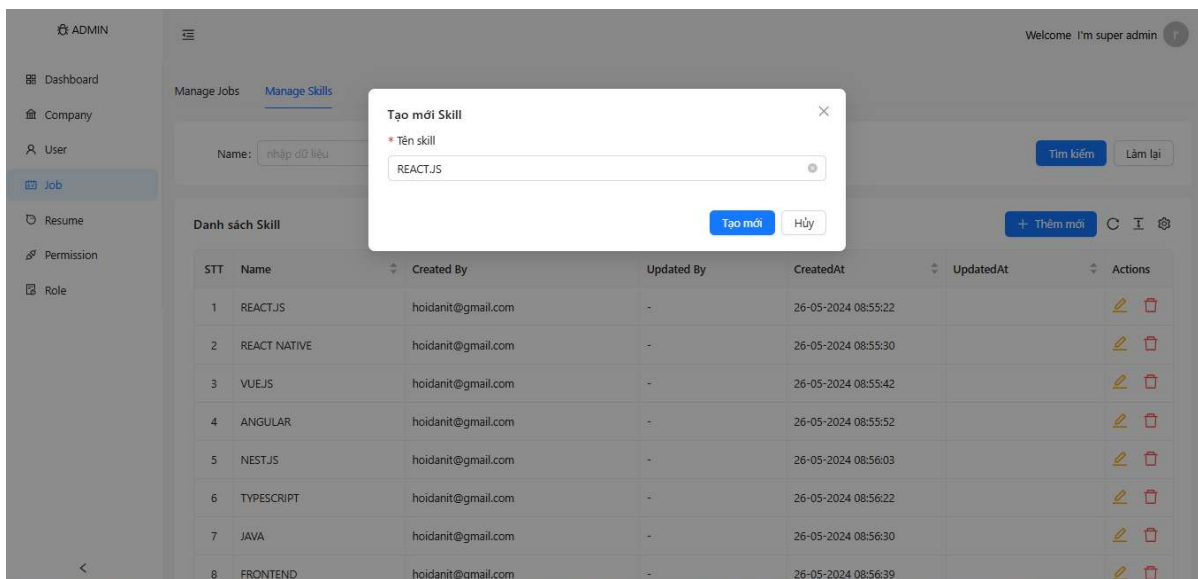 ADMIN
Welcome I'm super admin
r
Dashboard
Company
User
Job
Resume
Permission
Role
Manage Jobs Manage Skills
Name: nhập dữ liệu
Tìm kiếm Làm lại
Tạo mới Skill
* Tên skill
REACT.JS
Tạo mới Hủy
Danh sách Skill
+ Thêm mới
STT Name Created By Updated By CreatedAt UpdatedAt Actions
1 REACT.JS hoidanit@gmail.com - 26-05-2024 08:55:22
2 REACT NATIVE hoidanit@gmail.com - 26-05-2024 08:55:30
3 VUE.JS hoidanit@gmail.com - 26-05-2024 08:55:42
4 ANGULAR hoidanit@gmail.com - 26-05-2024 08:55:52
5 NEST.JS hoidanit@gmail.com - 26-05-2024 08:56:03
6 TYPESCRIPT hoidanit@gmail.com - 26-05-2024 08:56:22
7 JAVA hoidanit@gmail.com - 26-05-2024 08:56:30
8 FRONTEND hoidanit@gmail.com - 26-05-2024 08:56:39